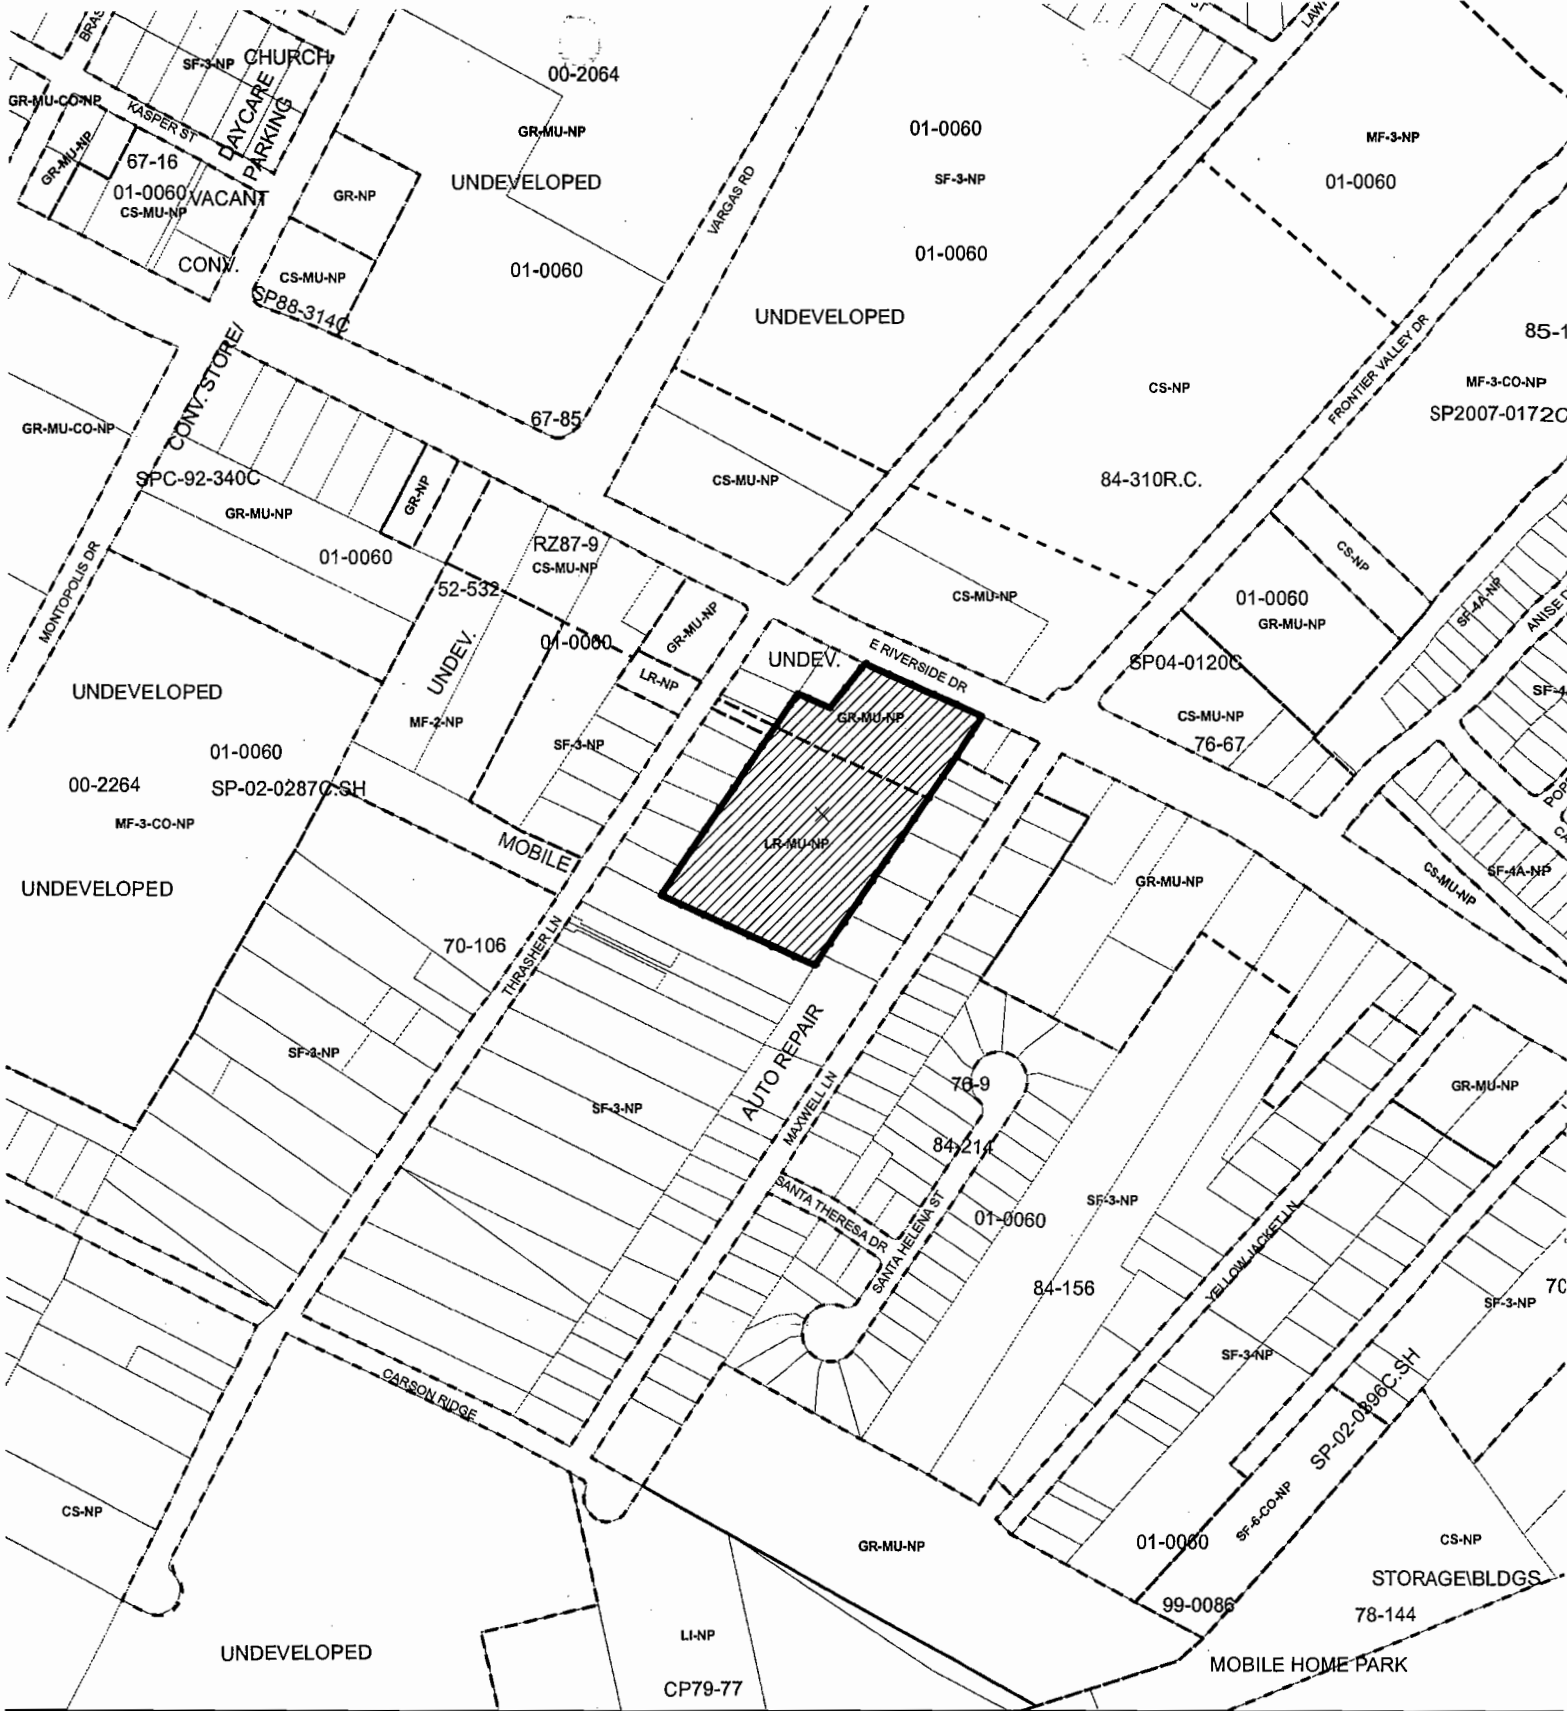 BRAS
SF-3-NP
CHURCH
DAYCARE
PARKING
00-2064
LAW
GR-MU-CO-NP
KASPER ST
GR-MU-NP
01-0060
MF-3-NP
GR-MU-NP
67-16
01-0060
VACANT
CS-MU-NP
GR-NP
UNDEVELOPED
VARGAS RD
SF-3-NP
01-0060
CONV.
CS-MU-NP
01-0060
01-0060
SP88-314C
UNDEVELOPED
FRONTIER VALLEY DR
85-1
MF-3-CO-NP
SP2007-0172C
CS-NP
CONV. STORE/
GR-MU-CO-NP
67-85
SPC-92-340C
GR-MU-NP
GR-NP
CS-MU-NP
84-310R.C.
MONTOPOLIS DR
01-0060
RZ87-9
CS-MU-NP
52-532
CS-MU-NP
CS-NP
01-0060
GR-MU-NP
SF-4A-NP
ANISE D
UNDEV.
01-0060
GR-MU-NP
LR-NP
UNDEV.
E RIVERSIDE DR
SP04-0120C
UNDEVELOPED
MF-2-NP
SF-3-NP
GR-MU-NP
CS-MU-NP
76-67
SF-4
01-0060
00-2264
SP-02-0287C.SH
MF-3-CO-NP
MOBILE
LR-MU-NP
POP
CA
UNDEVELOPED
GR-MU-NP
CS-MU-NP
SF-4A-NP
70-106
THRASHER LN
SF-3-NP
AUTO REPAIR
SF-3-NP
MAXWELL LN
76-9
GR-MU-NP
84-214
SANTA THERESA DR
SANTA HELENA ST
01-0060
SF-3-NP
YELLOW JACKET LN
84-156
SF-3-NP
70
SF-3-NP
CARSON RIDGE
SP-02-0396C.SH
CS-NP
GR-MU-NP
01-0060
SF-6-CO-NP
CS-NP
STORAGE\BLDGS
99-0086
78-144
UNDEVELOPED
LI-NP
MOBILE HOME PARK
CP79-77